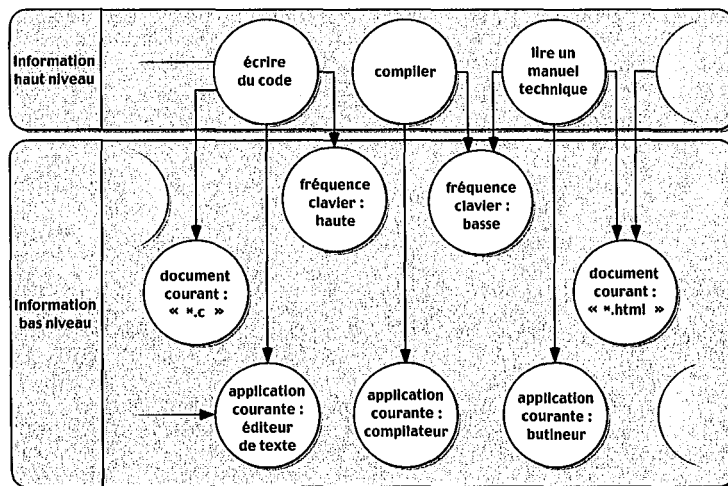 Information
haut niveau
écrire
du code
compiler
lire un
manuel
technique
Information
bas niveau
fréquence
clavier :
haute
fréquence
clavier :
basse
document
courant :
« *.c »
document
courant :
« *.html »
application
courante :
éditeur
de texte
application
courante :
compilateur
application
courante :
butineur